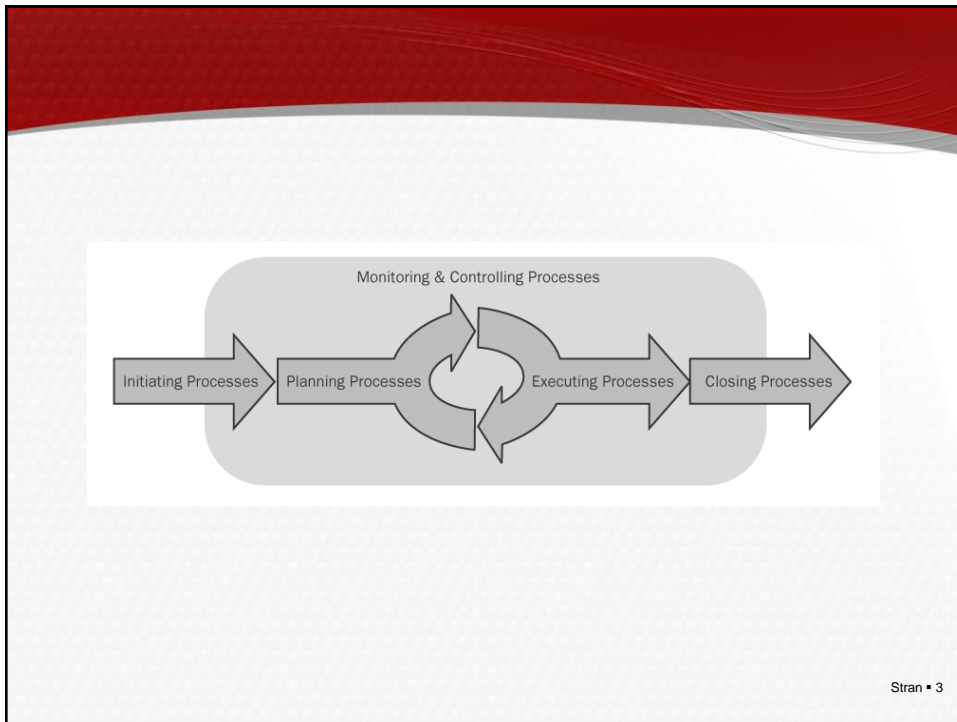 Monitoring & Controlling Processes
Initiating Processes
Planning Processes
Executing Processes
Closing Processes
Stran ▪ 3